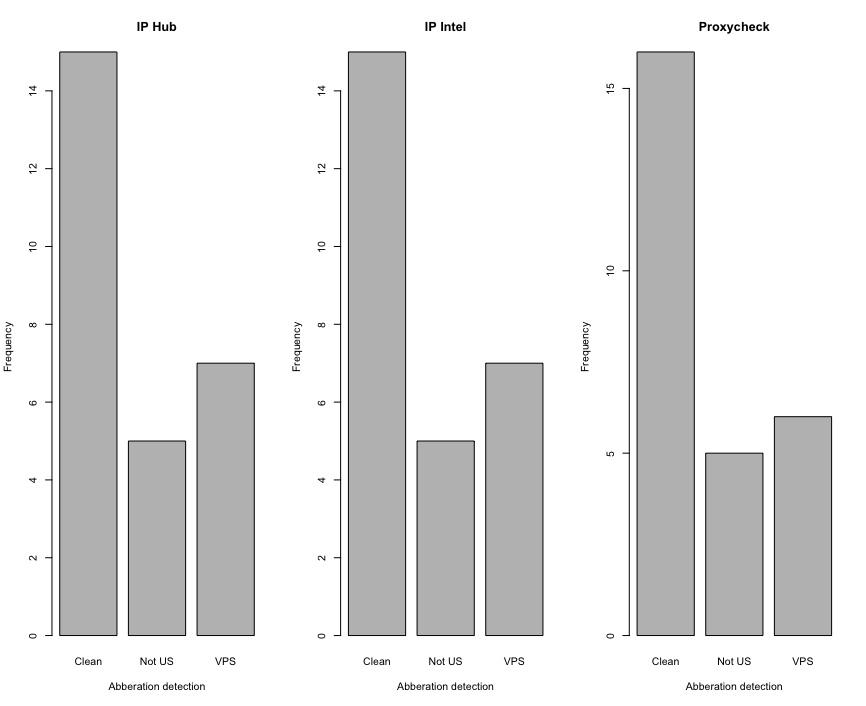 IP Hub
Frequency
14
12
10
8
6
4
2
0
Clean Not US VPS
Abberation detection
IP Intel
Frequency
14
12
10
8
6
4
2
0
Clean Not US VPS
Abberation detection
Proxycheck
Frequency
15
10
5
0
Clean Not US VPS
Abberation detection